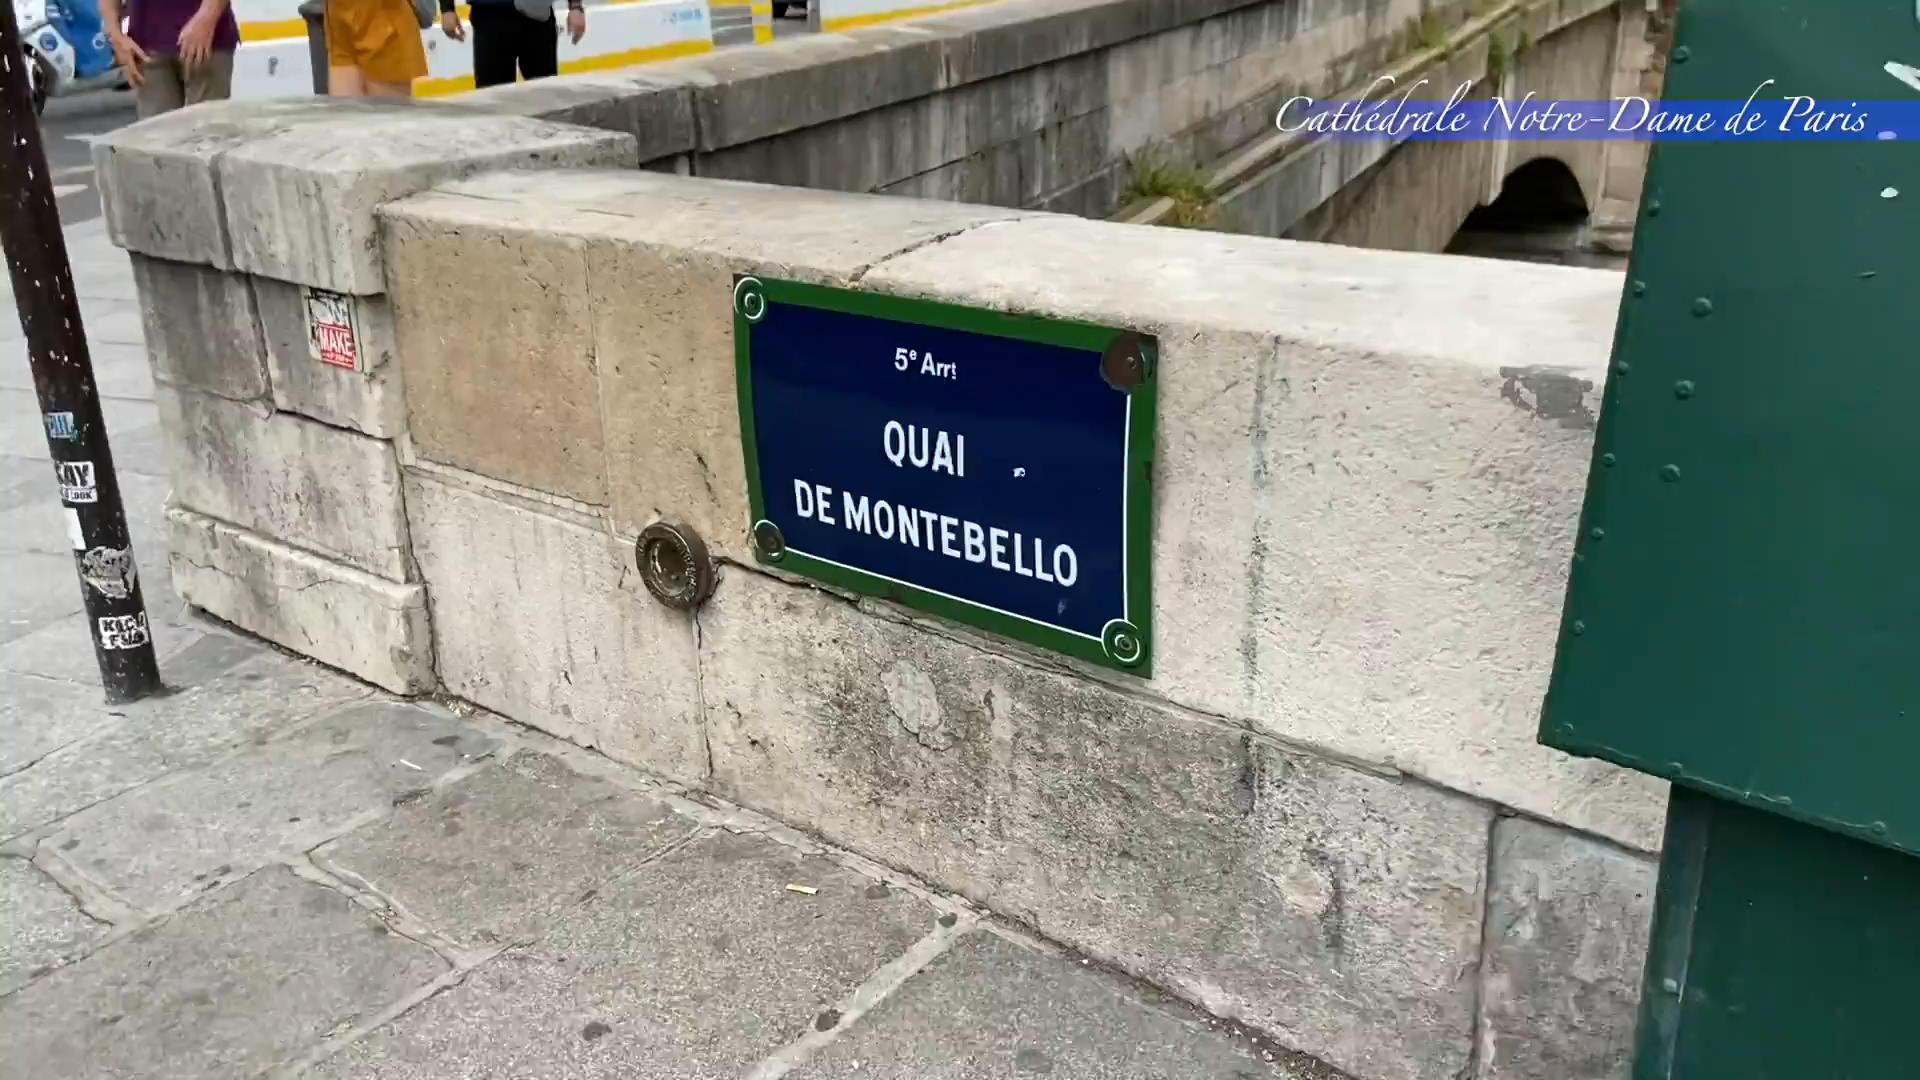 Cathédrale Notre-Dame de Paris
5e Arrt
QUAI
DE MONTEBELLO
MAKE